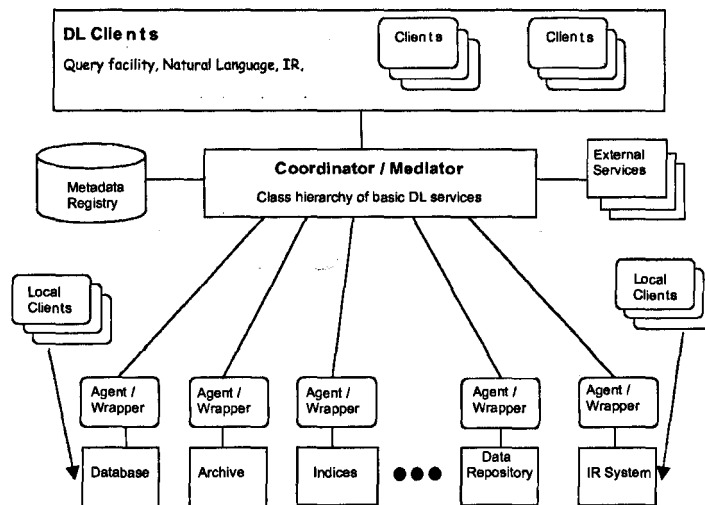 DL Clients
Query facility, Natural Language, IR,
Clients
Clients
Coordinator / Mediator
Class hierarchy of basic DL services
Metadata
Registry
External
Services
Local
Clients
Local
Clients
Agent /
Wrapper
Agent /
Wrapper
Agent /
Wrapper
Agent /
Wrapper
Agent /
Wrapper
Database
Archive
Indices
Data
Repository
IR System